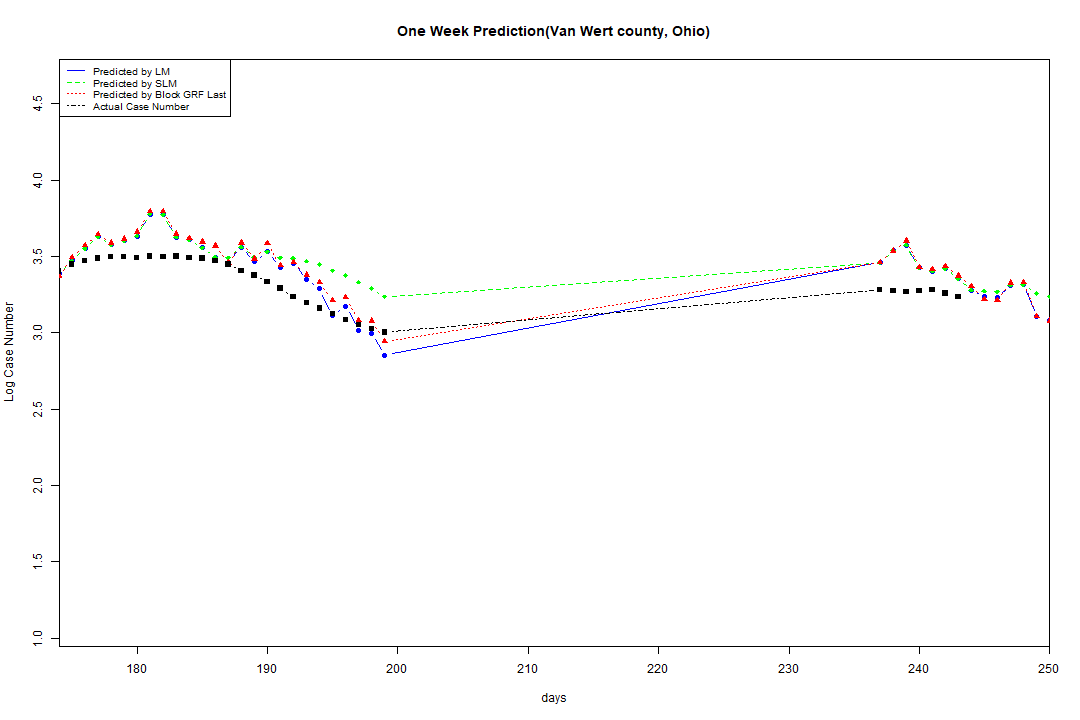 One Week Prediction(Van Wert county, Ohio)
Predicted by LM
Predicted by SLM
Predicted by Block GRF Last
Actual Case Number
Log Case Number
4.5
4.0
3.5
3.0
2.5
2.0
1.5
1.0
180 190 200 210 220 230 240 250
days